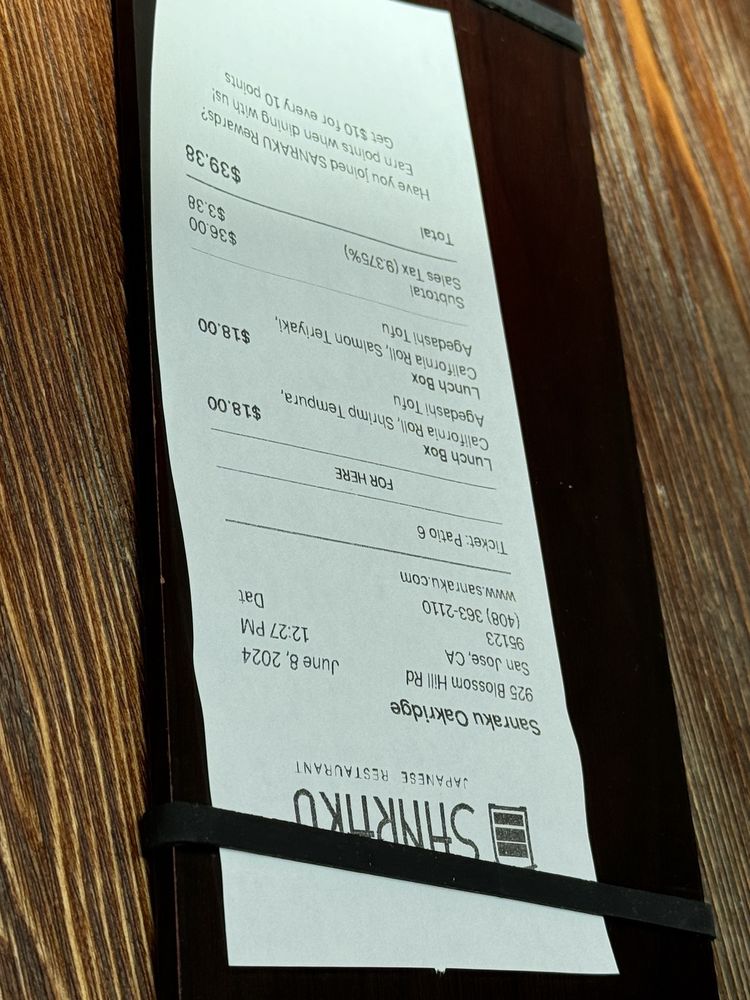 SANRAKU
JAPANESE RESTAURANT
Sanraku Oakridge
925 Blossom Hill Rd June 8, 2024
San Jose, CA 12:27 PM
95123
(408) 363-2110 Dat
www.sanraku.com
Ticket: Patio 6
FOR HERE
Lunch Box $18.00
California Roll, Shrimp Tempura,
Agedashi Tofu
Lunch Box $18.00
California Roll, Salmon Teriyaki,
Agedashi Tofu
Subtotal $36.00
Sales Tax (9.375%) $3.38
Total $39.38
Have you joined SANRAKU Rewards?
Earn points when dining with us!
Get $10 for every 10 points